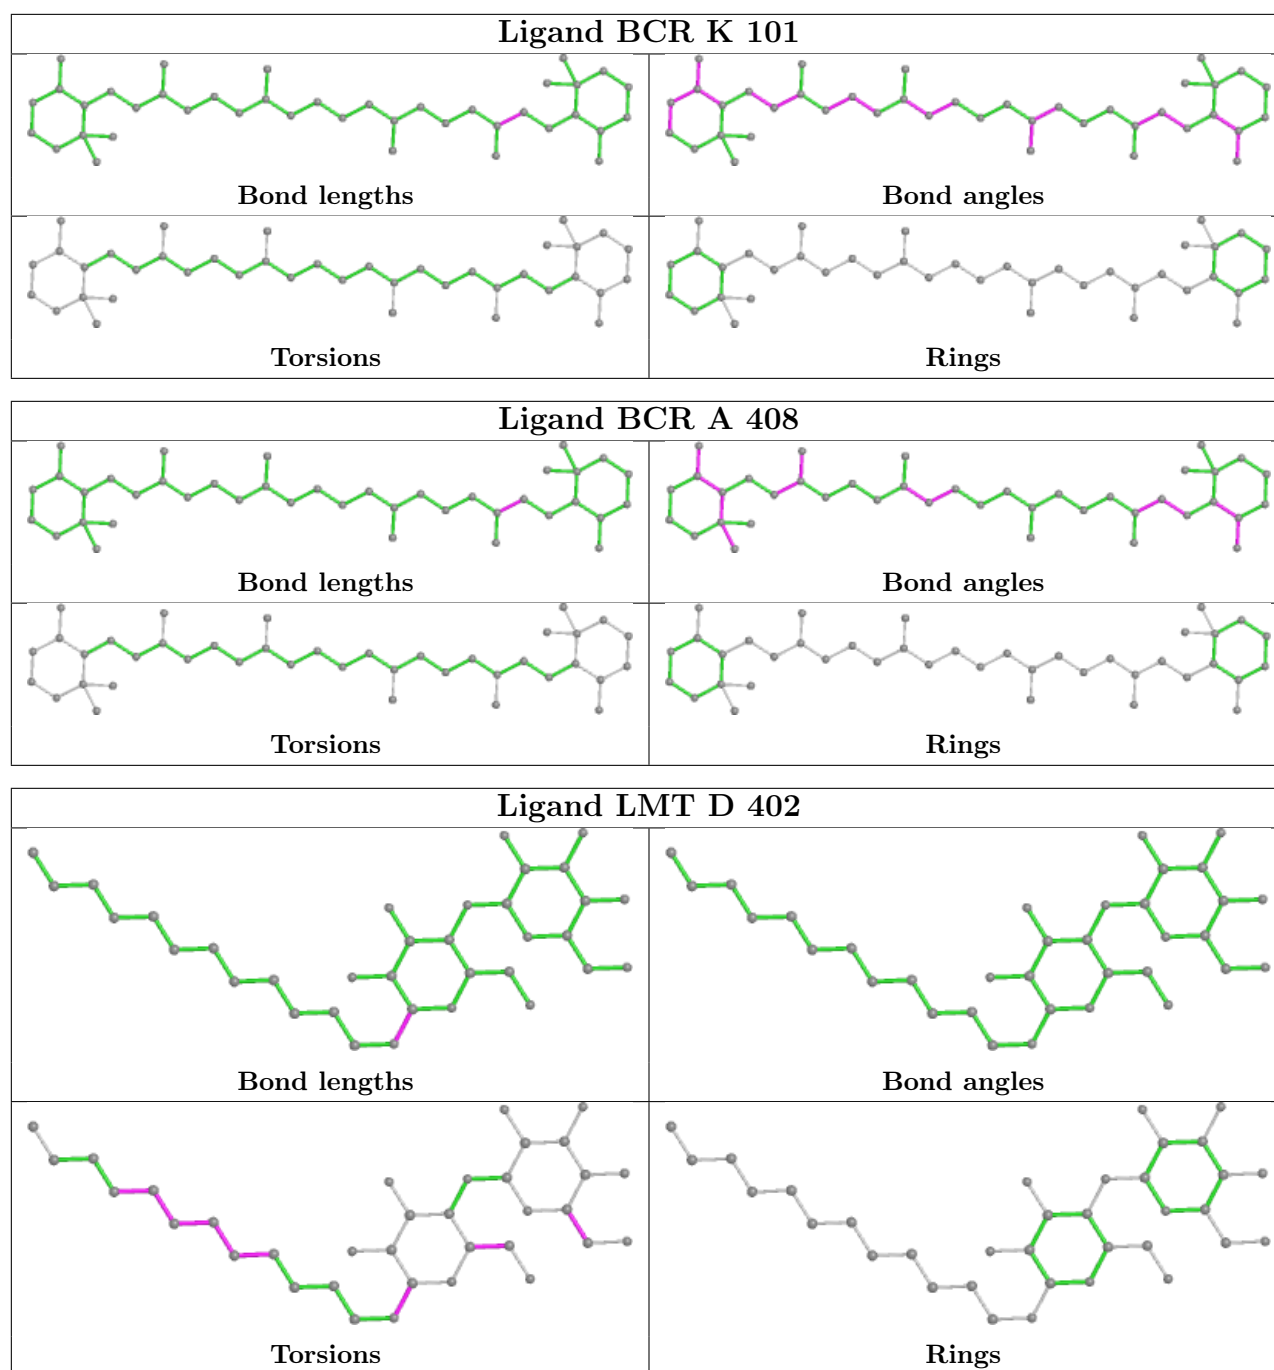 Ligand BCR K 101
Bond lengths
Bond angles
Torsions
Rings
Ligand BCR A 408
Bond lengths
Bond angles
Torsions
Rings
Ligand LMT D 402
Bond lengths
Bond angles
Torsions
Rings